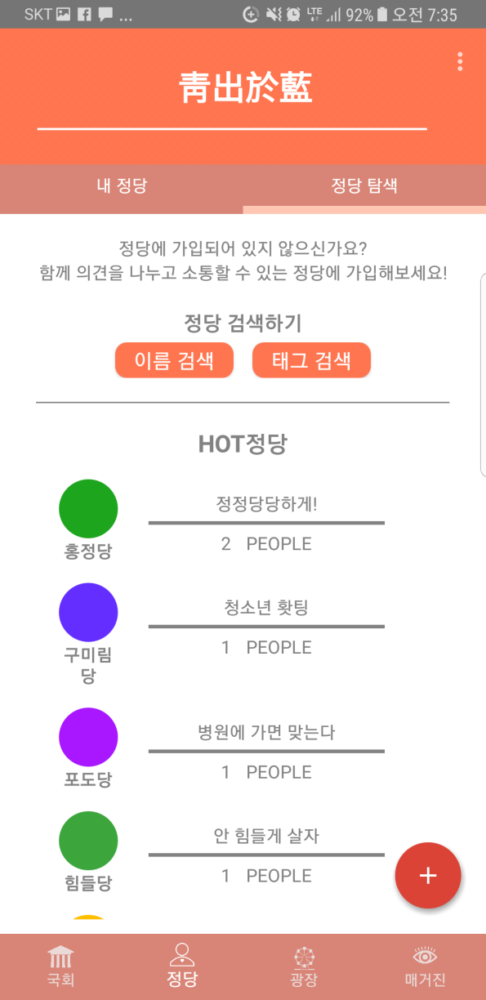 SKT ... LTE 92% 오전 7:35
靑出於藍
내 정당 정당 탐색
정당에 가입되어 있지 않으신가요?
함께 의견을 나누고 소통할 수 있는 정당에 가입해보세요!
정당 검색하기
이름 검색 태그 검색
HOT정당
정정당당하게!
홍정당
2 PEOPLE
청소년 홧팅
구미림
당
1 PEOPLE
병원에 가면 맞는다
포도당
1 PEOPLE
안 힘들게 살자
힘들당
1 PEOPLE
+
국회 정당 광장 매거진